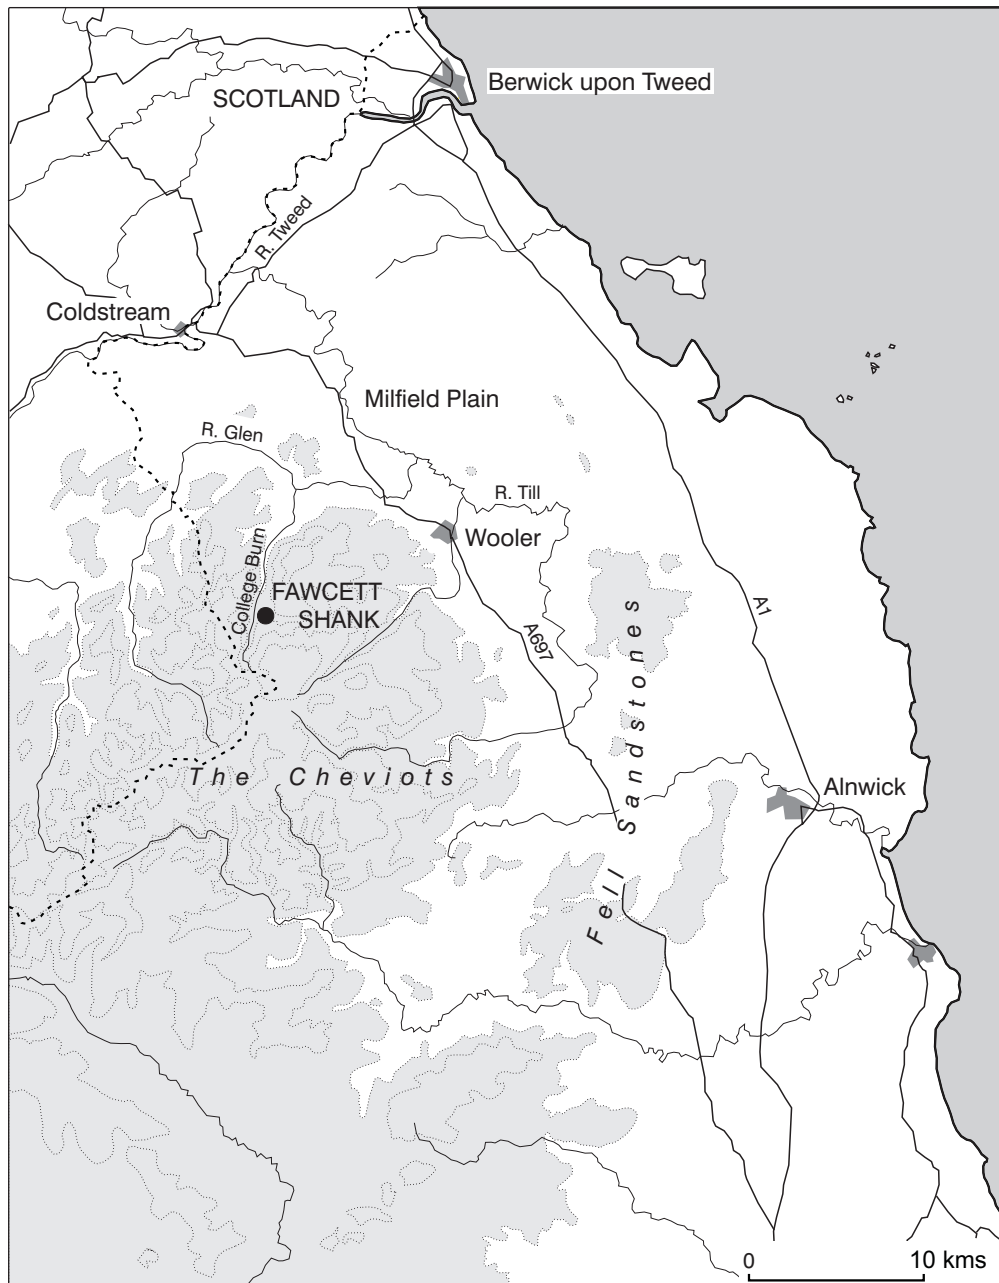 Berwick upon Tweed
SCOTLAND
R. Tweed
Coldstream
Milfield Plain
R. Glen
R. Till
Wooler
College Burn
FAWCETT
SHANK
A1
A697
The Cheviots
Alnwick
Fell Sandstones
0 10 kms